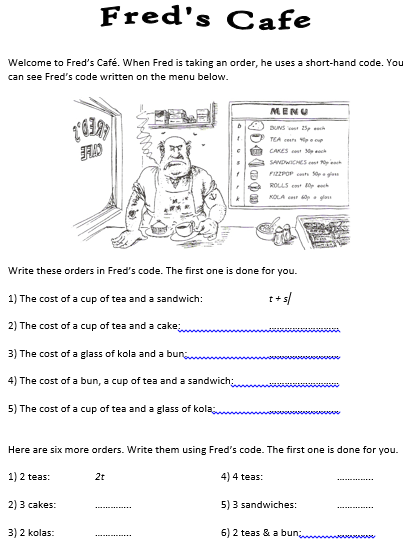 Fred's Cafe
Welcome to Fred's Café. When Fred is taking an order, he uses a short-hand code. You
can see Fred's code written on the menu below.
FRED'S
CAFE
MENU
b BUNS cost 25p each
t TEA costs 40p a cup
c CAKES cost 30p each
s SANDWICHES cost 90p each
f FIZZPOP costs 50p a glass
r ROLLS cost 80p each
k KOLA cost 60p a glass
Write these orders in Fred's code. The first one is done for you.
1) The cost of a cup of tea and a sandwich: t + s
2) The cost of a cup of tea and a cake:
3) The cost of a glass of kola and a bun:
4) The cost of a bun, a cup of tea and a sandwich:
5) The cost of a cup of tea and a glass of kola:
Here are six more orders. Write them using Fred's code. The first one is done for you.
1) 2 teas: 2t 4) 4 teas: ..............
2) 3 cakes: .............. 5) 3 sandwiches: ..............
3) 2 kolas: .............. 6) 2 teas & a bun: ..............